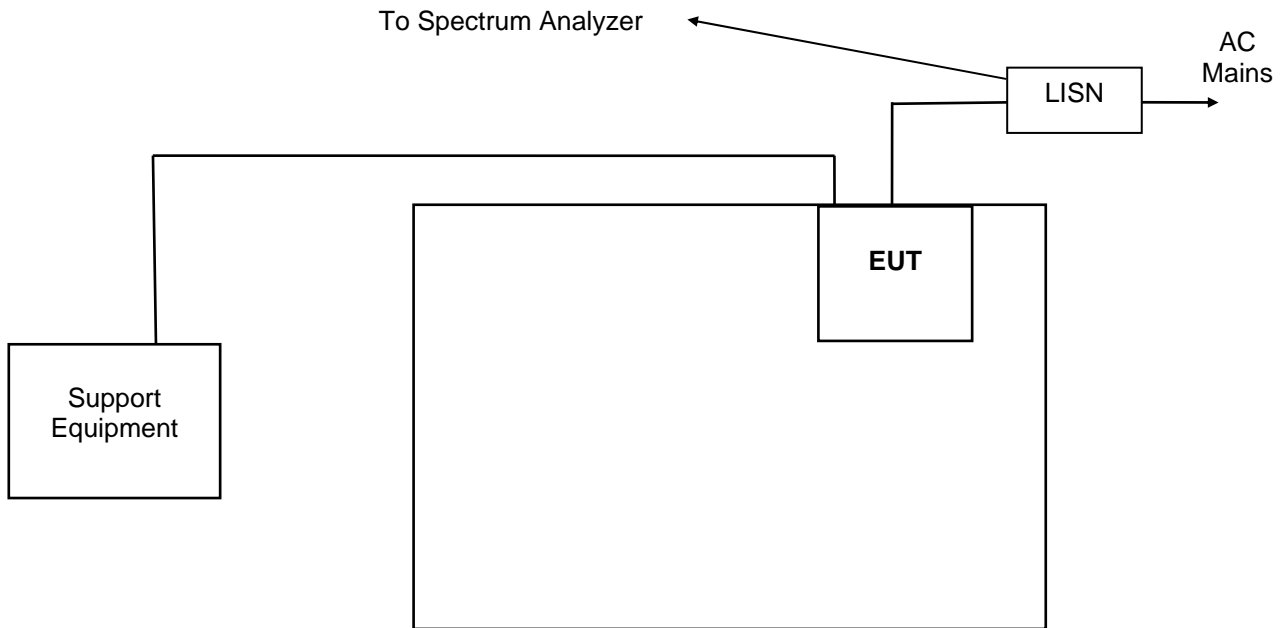 To Spectrum Analyzer
AC
Mains
LISN
EUT
Support
Equipment